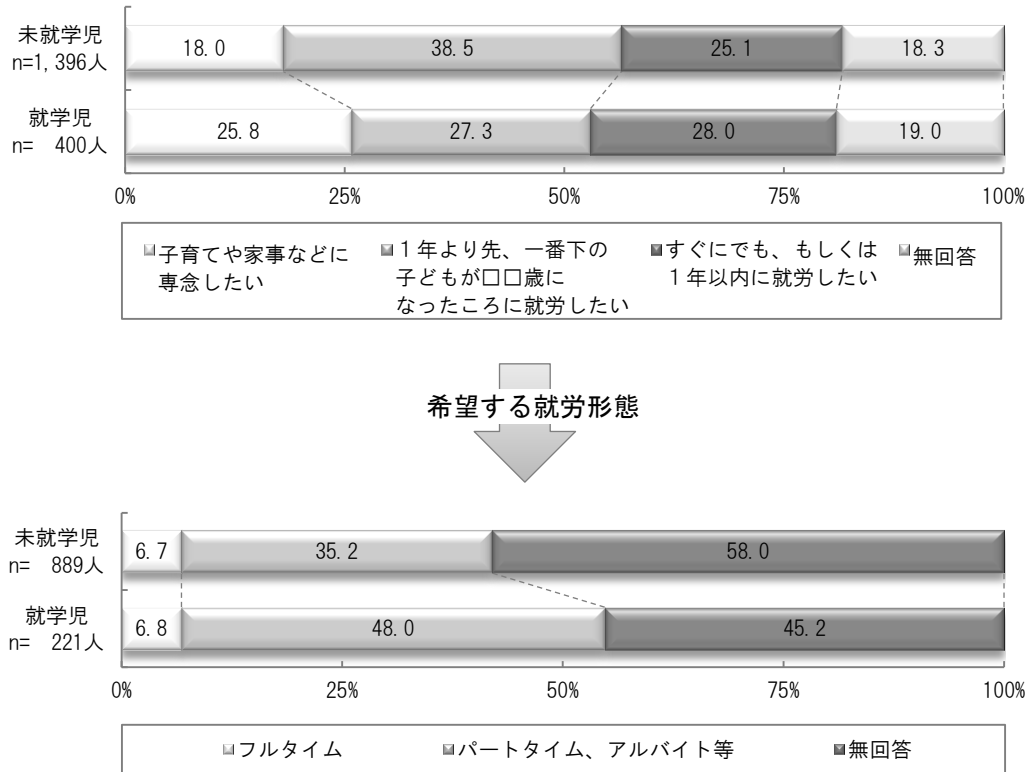 未就学児
n=1,396人
18.0 38.5 25.1 18.3
就学児
n= 400人
25.8 27.3 28.0 19.0
0% 25% 50% 75% 100%
子育てや家事などに
専念したい
１年より先、一番下の
子どもが□□歳に
なったころに就労したい
すぐにでも、もしくは
１年以内に就労したい
無回答
希望する就労形態
未就学児
n= 889人
6.7 35.2 58.0
就学児
n= 221人
6.8 48.0 45.2
0% 25% 50% 75% 100%
フルタイム パートタイム、アルバイト等 無回答